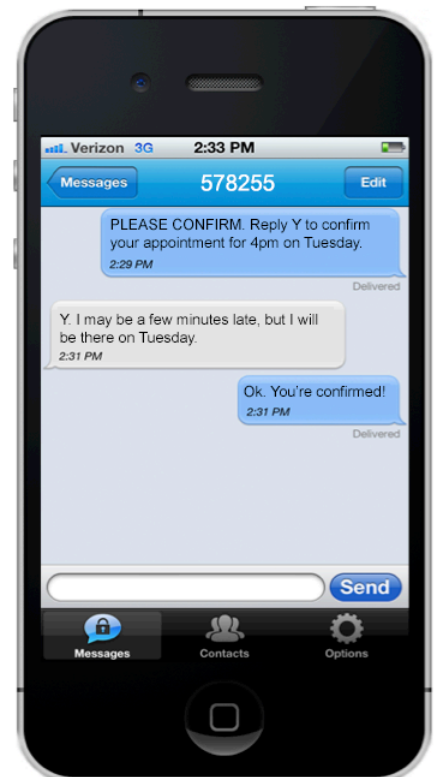 Verizon 3G 2:33 PM
Messages 578255 Edit
PLEASE CONFIRM. Reply Y to confirm
your appointment for 4pm on Tuesday.
2:29 PM
Delivered
Y. I may be a few minutes late, but I will
be there on Tuesday.
2:31 PM
Ok. You're confirmed!
2:31 PM
Delivered
Send
Messages Contacts Options